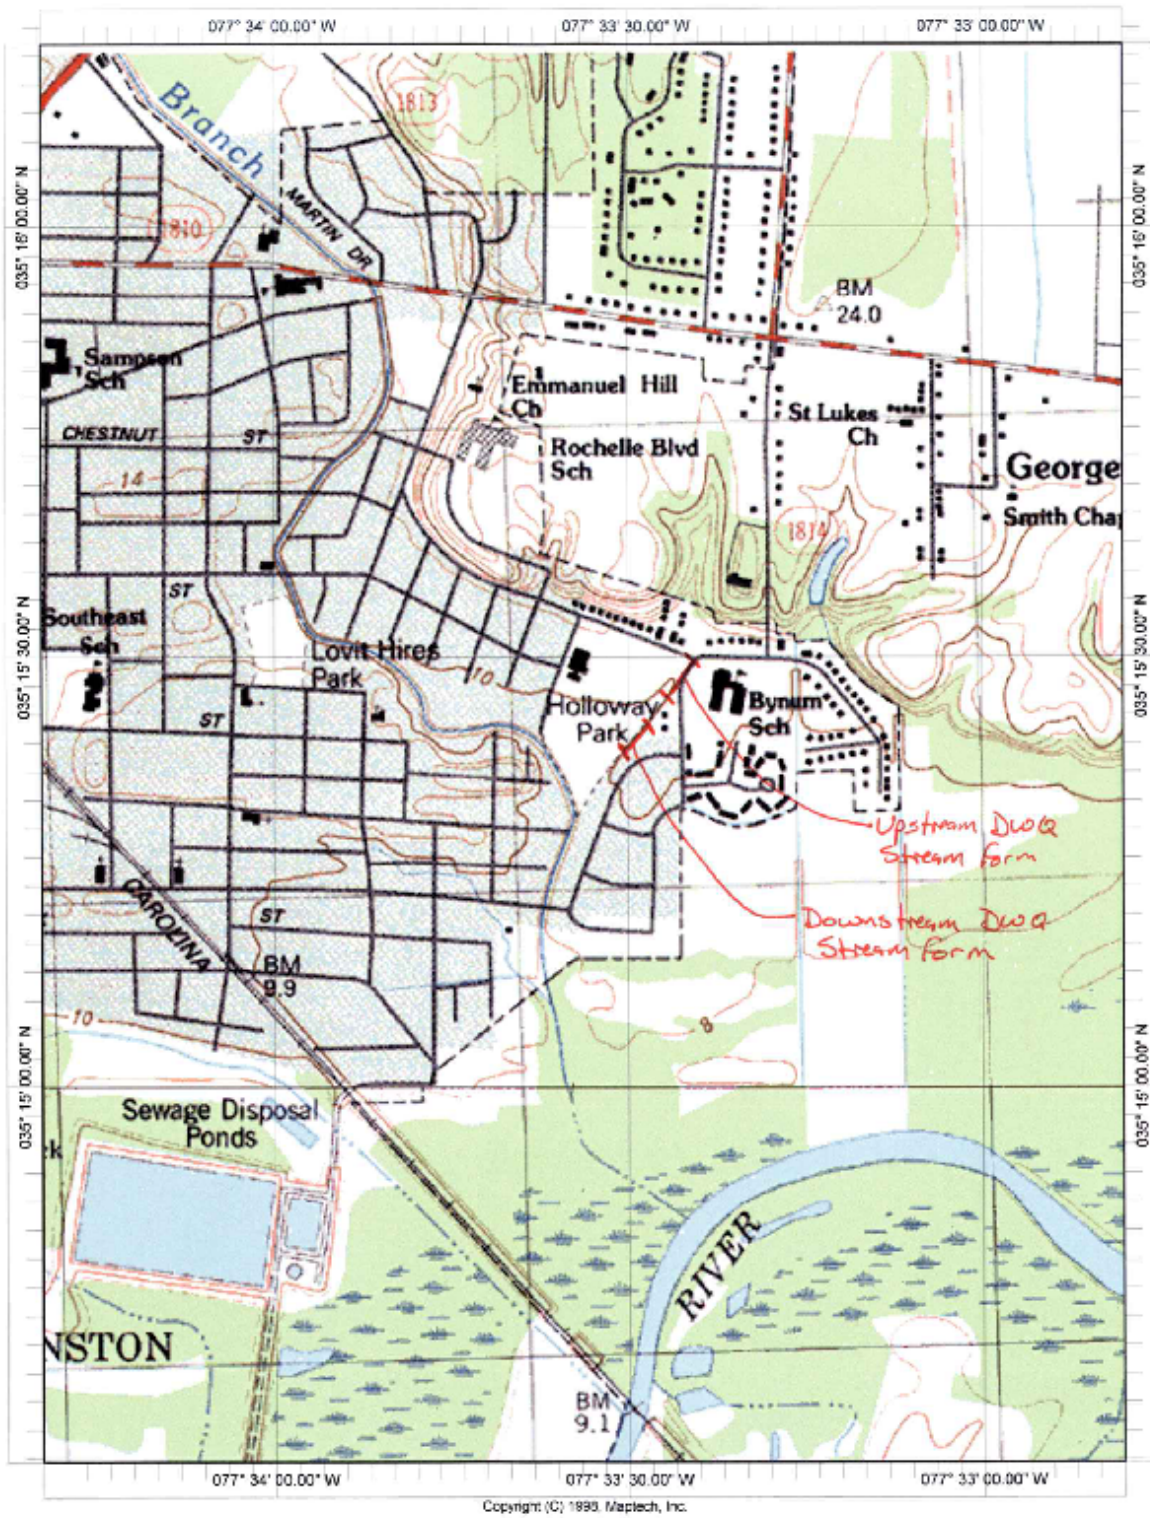 077° 34' 00.00" W
077° 33' 30.00" W
077° 33' 00.00" W
035° 16' 00.00" N
035° 16' 00.00" N
Branch
1813
MARTIN DR
1810
BM
24.0
Sampson
Sch
Emmanuel Hill
Ch
St Lukes
Ch
CHESTNUT ST
Rochelle Blvd
Sch
George
14
Smith Cha
1814
ST
Southeast
Sch
035° 15' 30.00" N
035° 15' 30.00" N
Lovit Hires
Park
10
Holloway
Park
Bynum
Sch
ST
Upstream DWQ
Stream form
CAROLINA
ST
Downstream DWQ
Stream form
BM
9.9
10
8
035° 15' 00.00" N
035° 15' 00.00" N
Sewage Disposal
Ponds
k
RIVER
NSTON
BM
9.1
077° 34' 00.00" W
077° 33' 30.00" W
077° 33' 00.00" W
Copyright (C) 1998, Maptech, Inc.